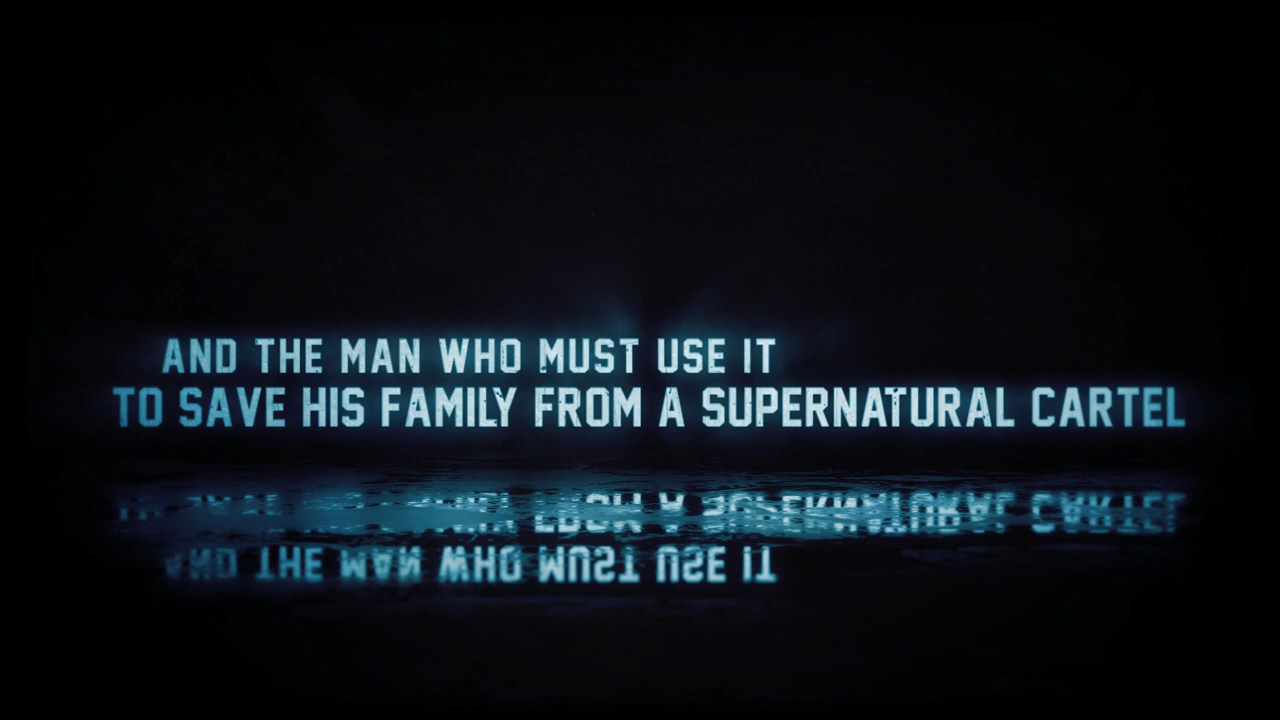 AND THE MAN WHO MUST USE IT
TO SAVE HIS FAMILY FROM A SUPERNATURAL CARTEL